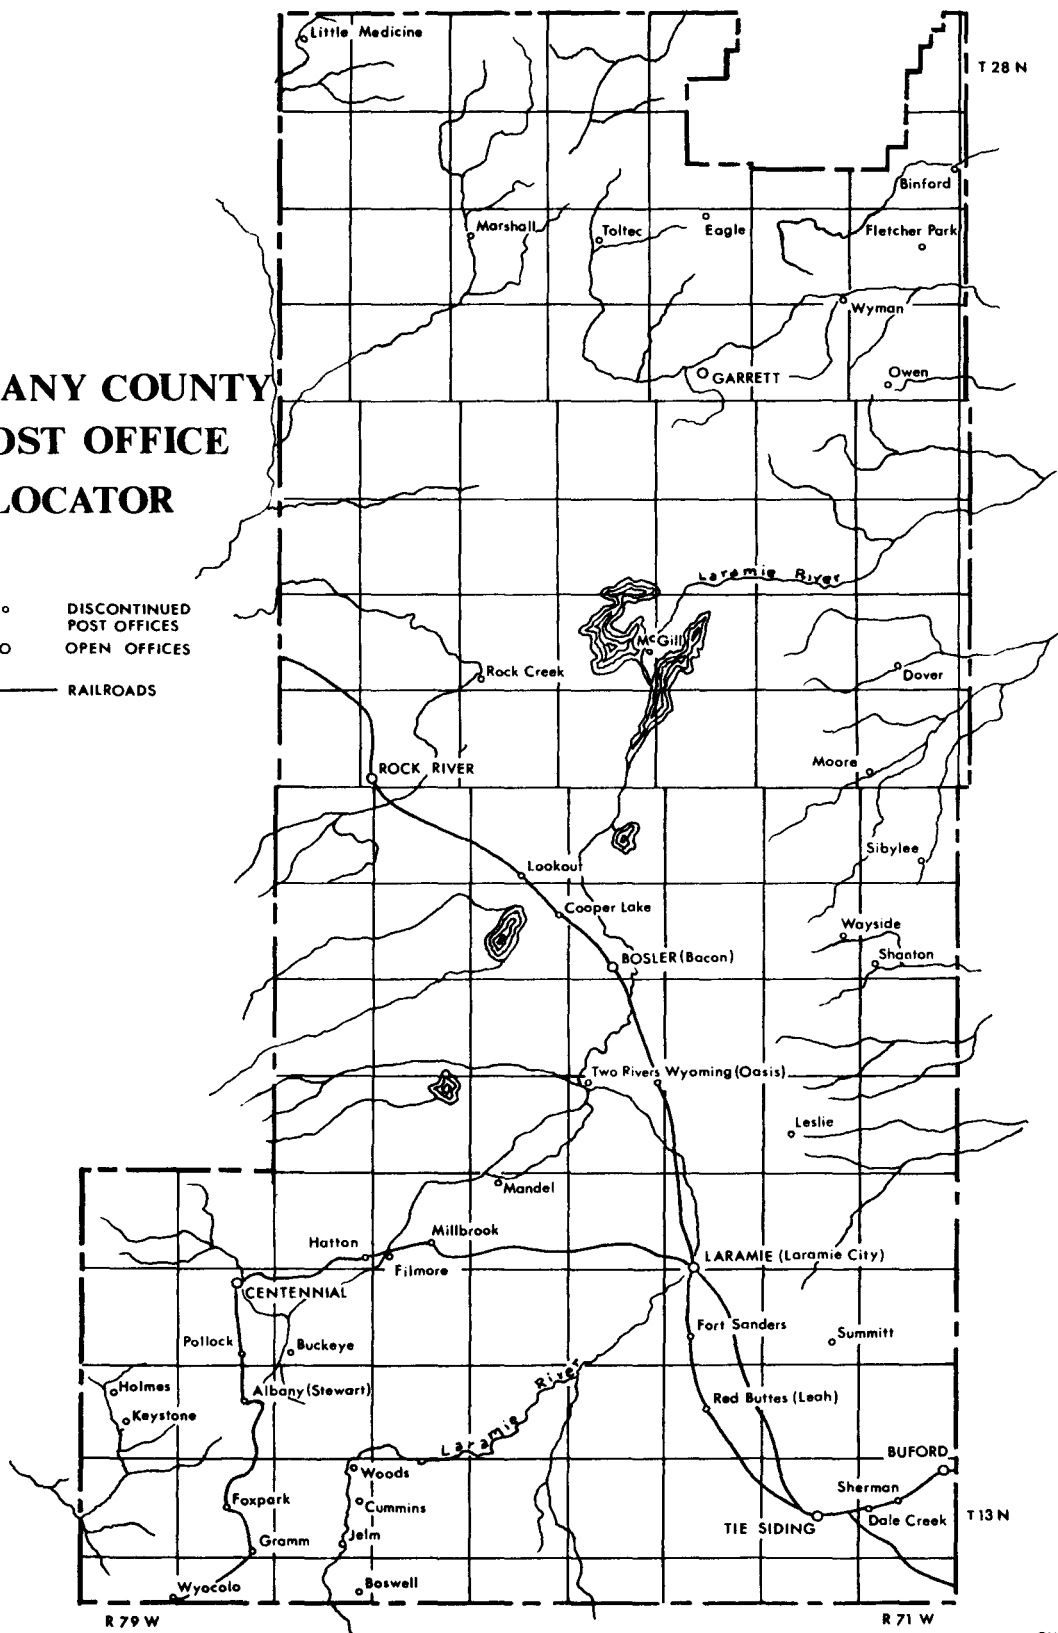 Little Medicine
T 28 N
Binford
Marshall
Toltec
Eagle
Fletcher Park
Wyman
ANY COUNTY
OST OFFICE
LOCATOR
GARRETT
Owen
Laramie River
DISCONTINUED
POST OFFICES
OPEN OFFICES
RAILROADS
McGill
Rock Creek
Dover
ROCK RIVER
Moore
Lookout
Sibylee
Cooper Lake
Wayside
BOSLER (Bacon)
Shanton
Two Rivers
Wyoming (Oasis)
Leslie
Mandel
Hatton
Millbrook
Filmore
LARAMIE (Laramie City)
CENTENNIAL
Pollock
Buckeye
Fort Sanders
Summitt
Holmes
Albany (Stewart)
Laramie River
Red Buttes (Leah)
Keystone
BUFORD
Woods
Foxpark
Cummins
Sherman
Dale Creek
T 13 N
Gramm
Jelm
TIE SIDING
Wyocolo
Boswell
R 79 W
R 71 W